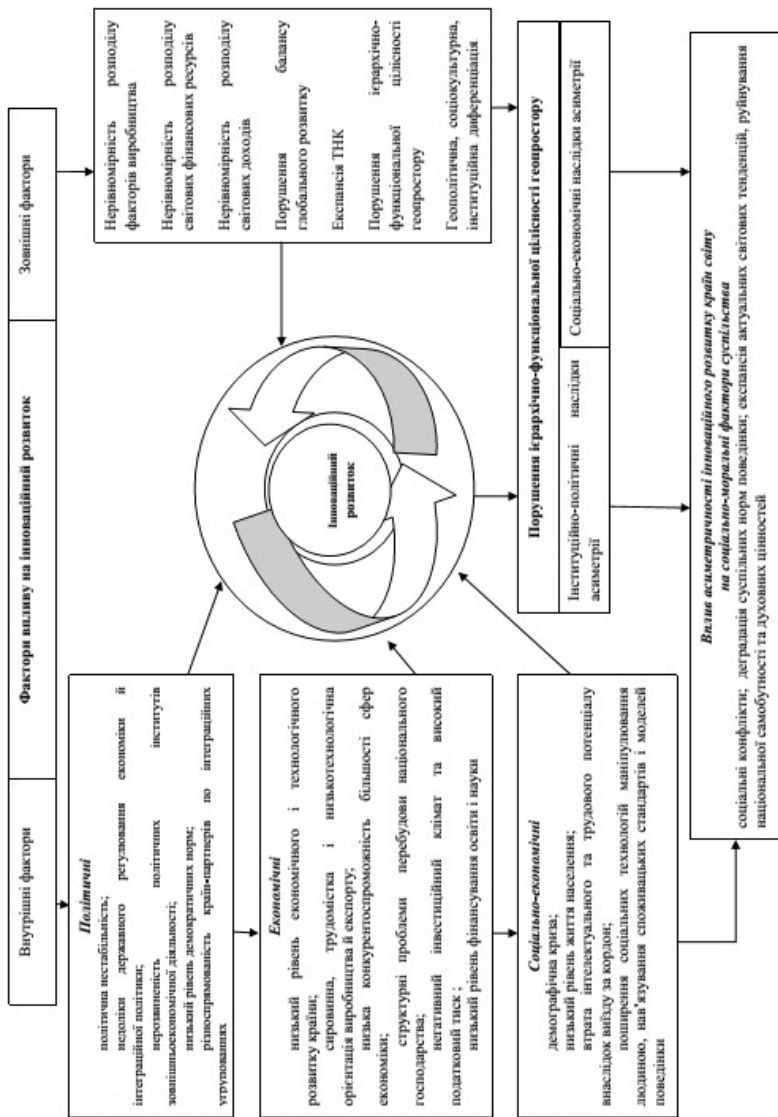 Внутрішні фактори
Фактори впливу на інноваційний розвиток
Зовнішні фактори
Політичні
політична нестабільність;
недоліки державного регулювання економіки й
інтеграційної політики;
нерозвиненість політичних інститутів
зовнішньоекономічної діяльності;
низький рівень демократичних норм;
різноспрямованість країн-партнерів по інтеграційних
угрупованнях
Економічні
низький рівень економічного і технологічного
розвитку країни;
сировинна, трудомістка і низькотехнологічна
орієнтація виробництва й експорту;
низька конкурентоспроможність більшості сфер
економіки;
структурні проблеми перебудови національного
господарства;
негативний інвестиційний клімат та високий
податковий тиск;
низький рівень фінансування освіти і науки
Соціально-економічні
демографічна криза;
низький рівень життя населення;
втрата інтелектуального та трудового потенціалу
внаслідок виїзду за кордон;
поширення соціальних технологій маніпулювання
людиною, нав'язування споживацьких стандартів і моделей
поведінки
Інноваційний
розвиток
Нерівномірність розподілу
факторів виробництва
Нерівномірність розподілу
світових фінансових ресурсів
Нерівномірність розподілу
світових доходів
Порушення балансу
глобального розвитку
Експансія ТНК
Порушення ієрархічно-
функціональної цілісності
геопростору
Геополітична, соціокультурна,
інституційна диференціація
Порушення ієрархічно-функціональної цілісності геопростору
Інституційно-політичні наслідки
асиметрії
Соціально-економічні наслідки асиметрії
Вплив асиметричності інноваційного розвитку країн світу
на соціально-моральні фактори суспільства
соціальні конфлікти; деградація суспільних норм поведінки; експансія актуальних світових тенденцій, руйнування
національної самобутності та духовних цінностей